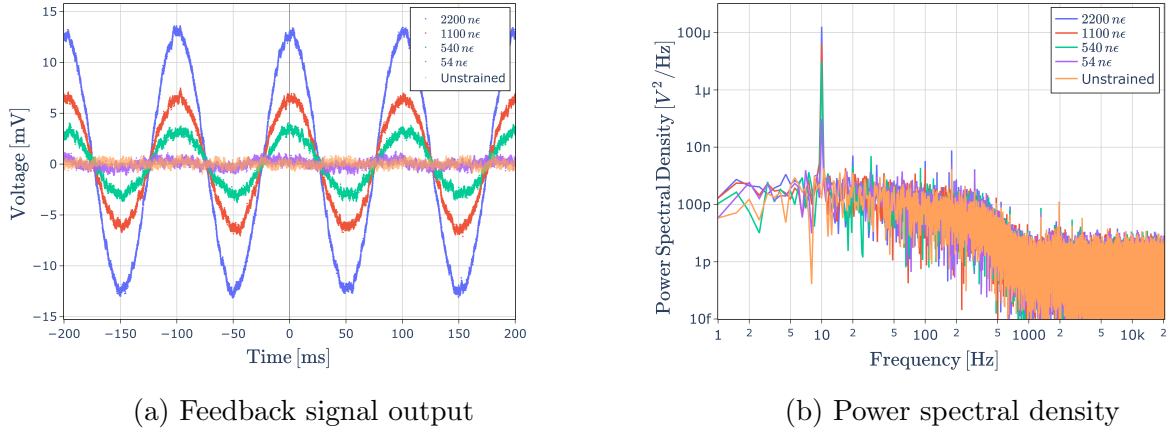 15
10
5
0
−5
−10
−15
Voltage [mV]
−200
−150
−100
−50
0
50
100
150
200
Time [ms]
2200 nϵ
1100 nϵ
540 nϵ
54 nϵ
Unstrained
(a) Feedback signal output
100μ
1μ
10n
100p
1p
10f
Power Spectral Density [V²/Hz]
1
2
5
10
2
5
100
2
5
1000
2
5
10k
2
Frequency [Hz]
2200 nϵ
1100 nϵ
540 nϵ
54 nϵ
Unstrained
(b) Power spectral density